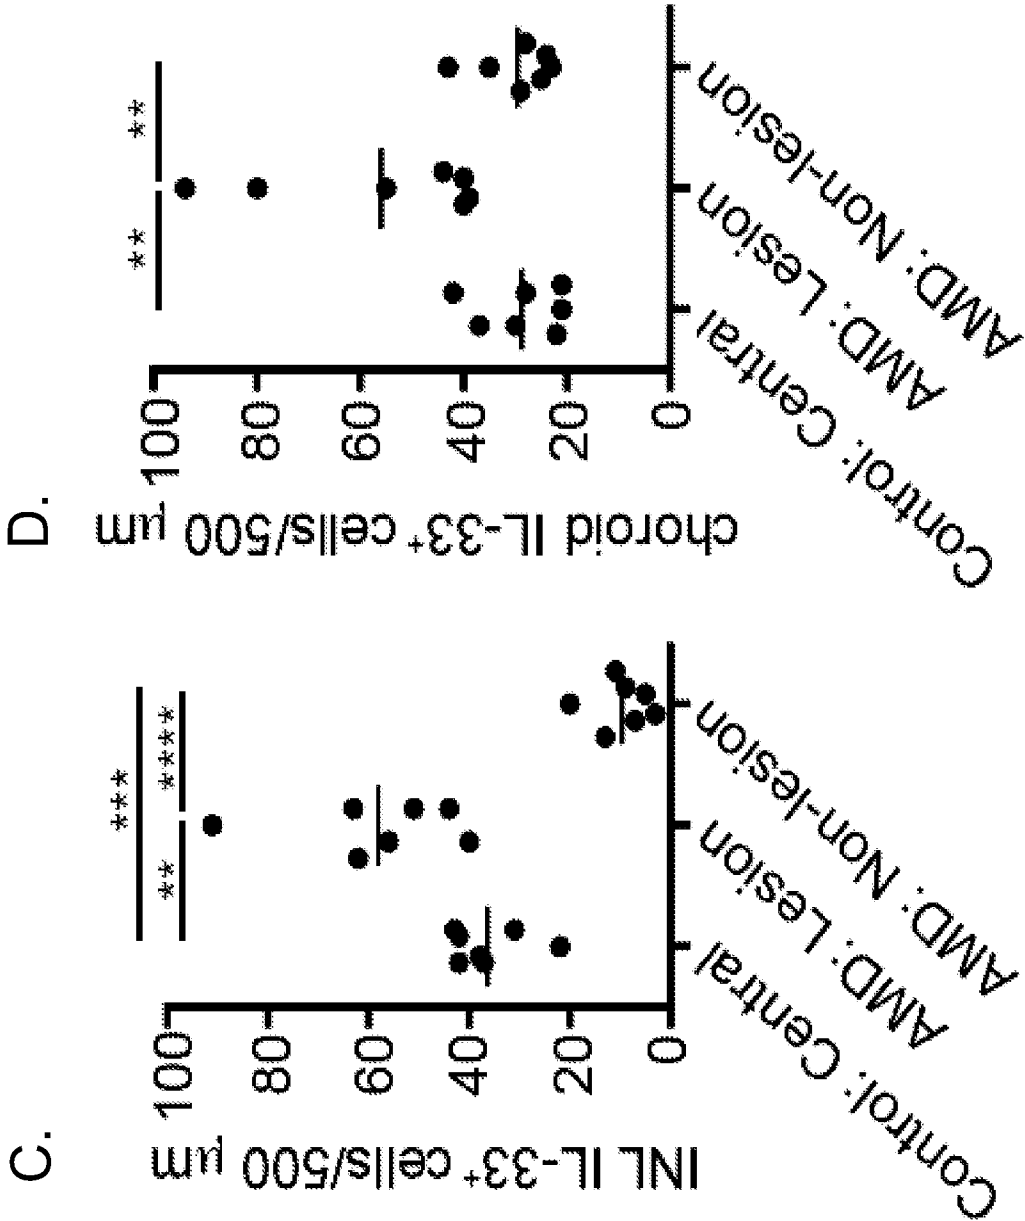 C.
INL IL-33⁺ cells/500 µm
100
80
60
40
20
0
**
****
***
Control: Central
AMD: Lesion
AMD: Non-lesion
D.
choroid IL-33⁺ cells/500 µm
100
80
60
40
20
0
**
**
Control: Central
AMD: Lesion
AMD: Non-lesion